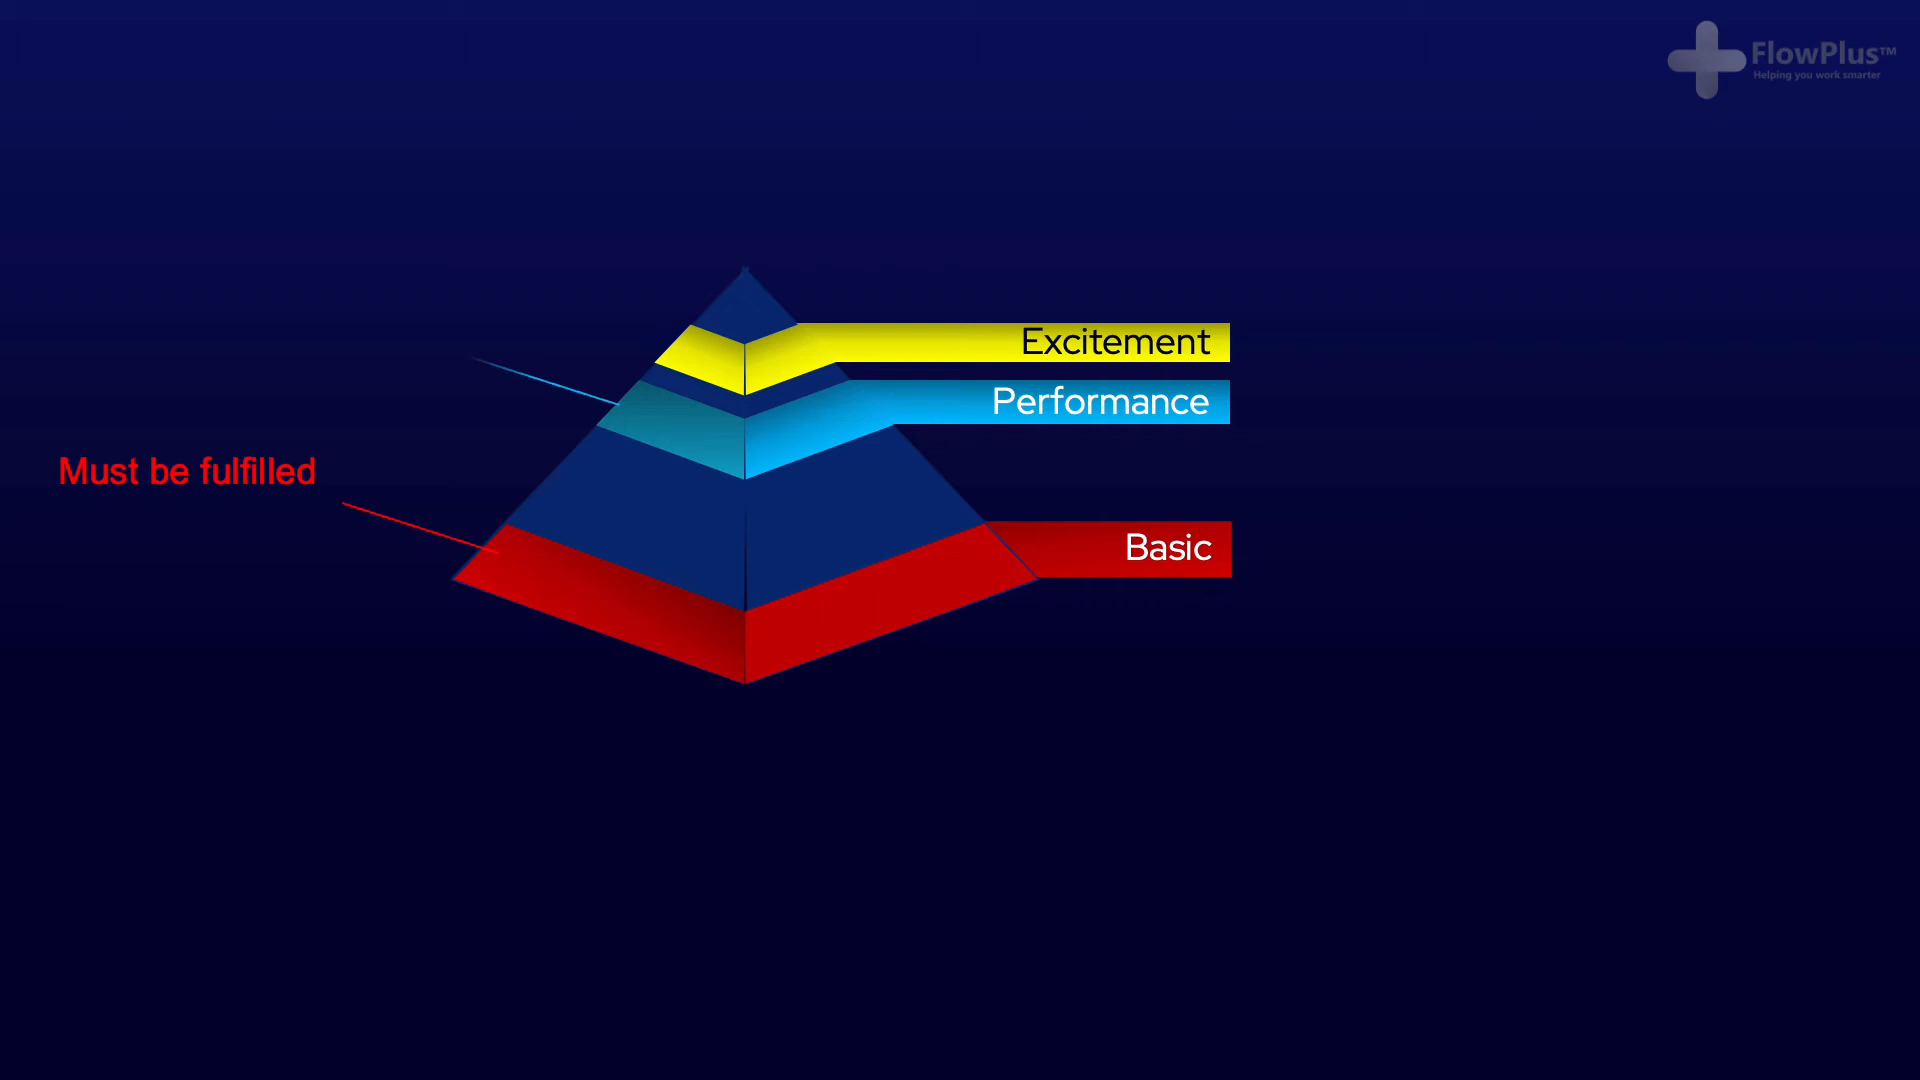 FlowPlus™
Helping you work smarter
Excitement
Performance
Must be fulfilled
Basic